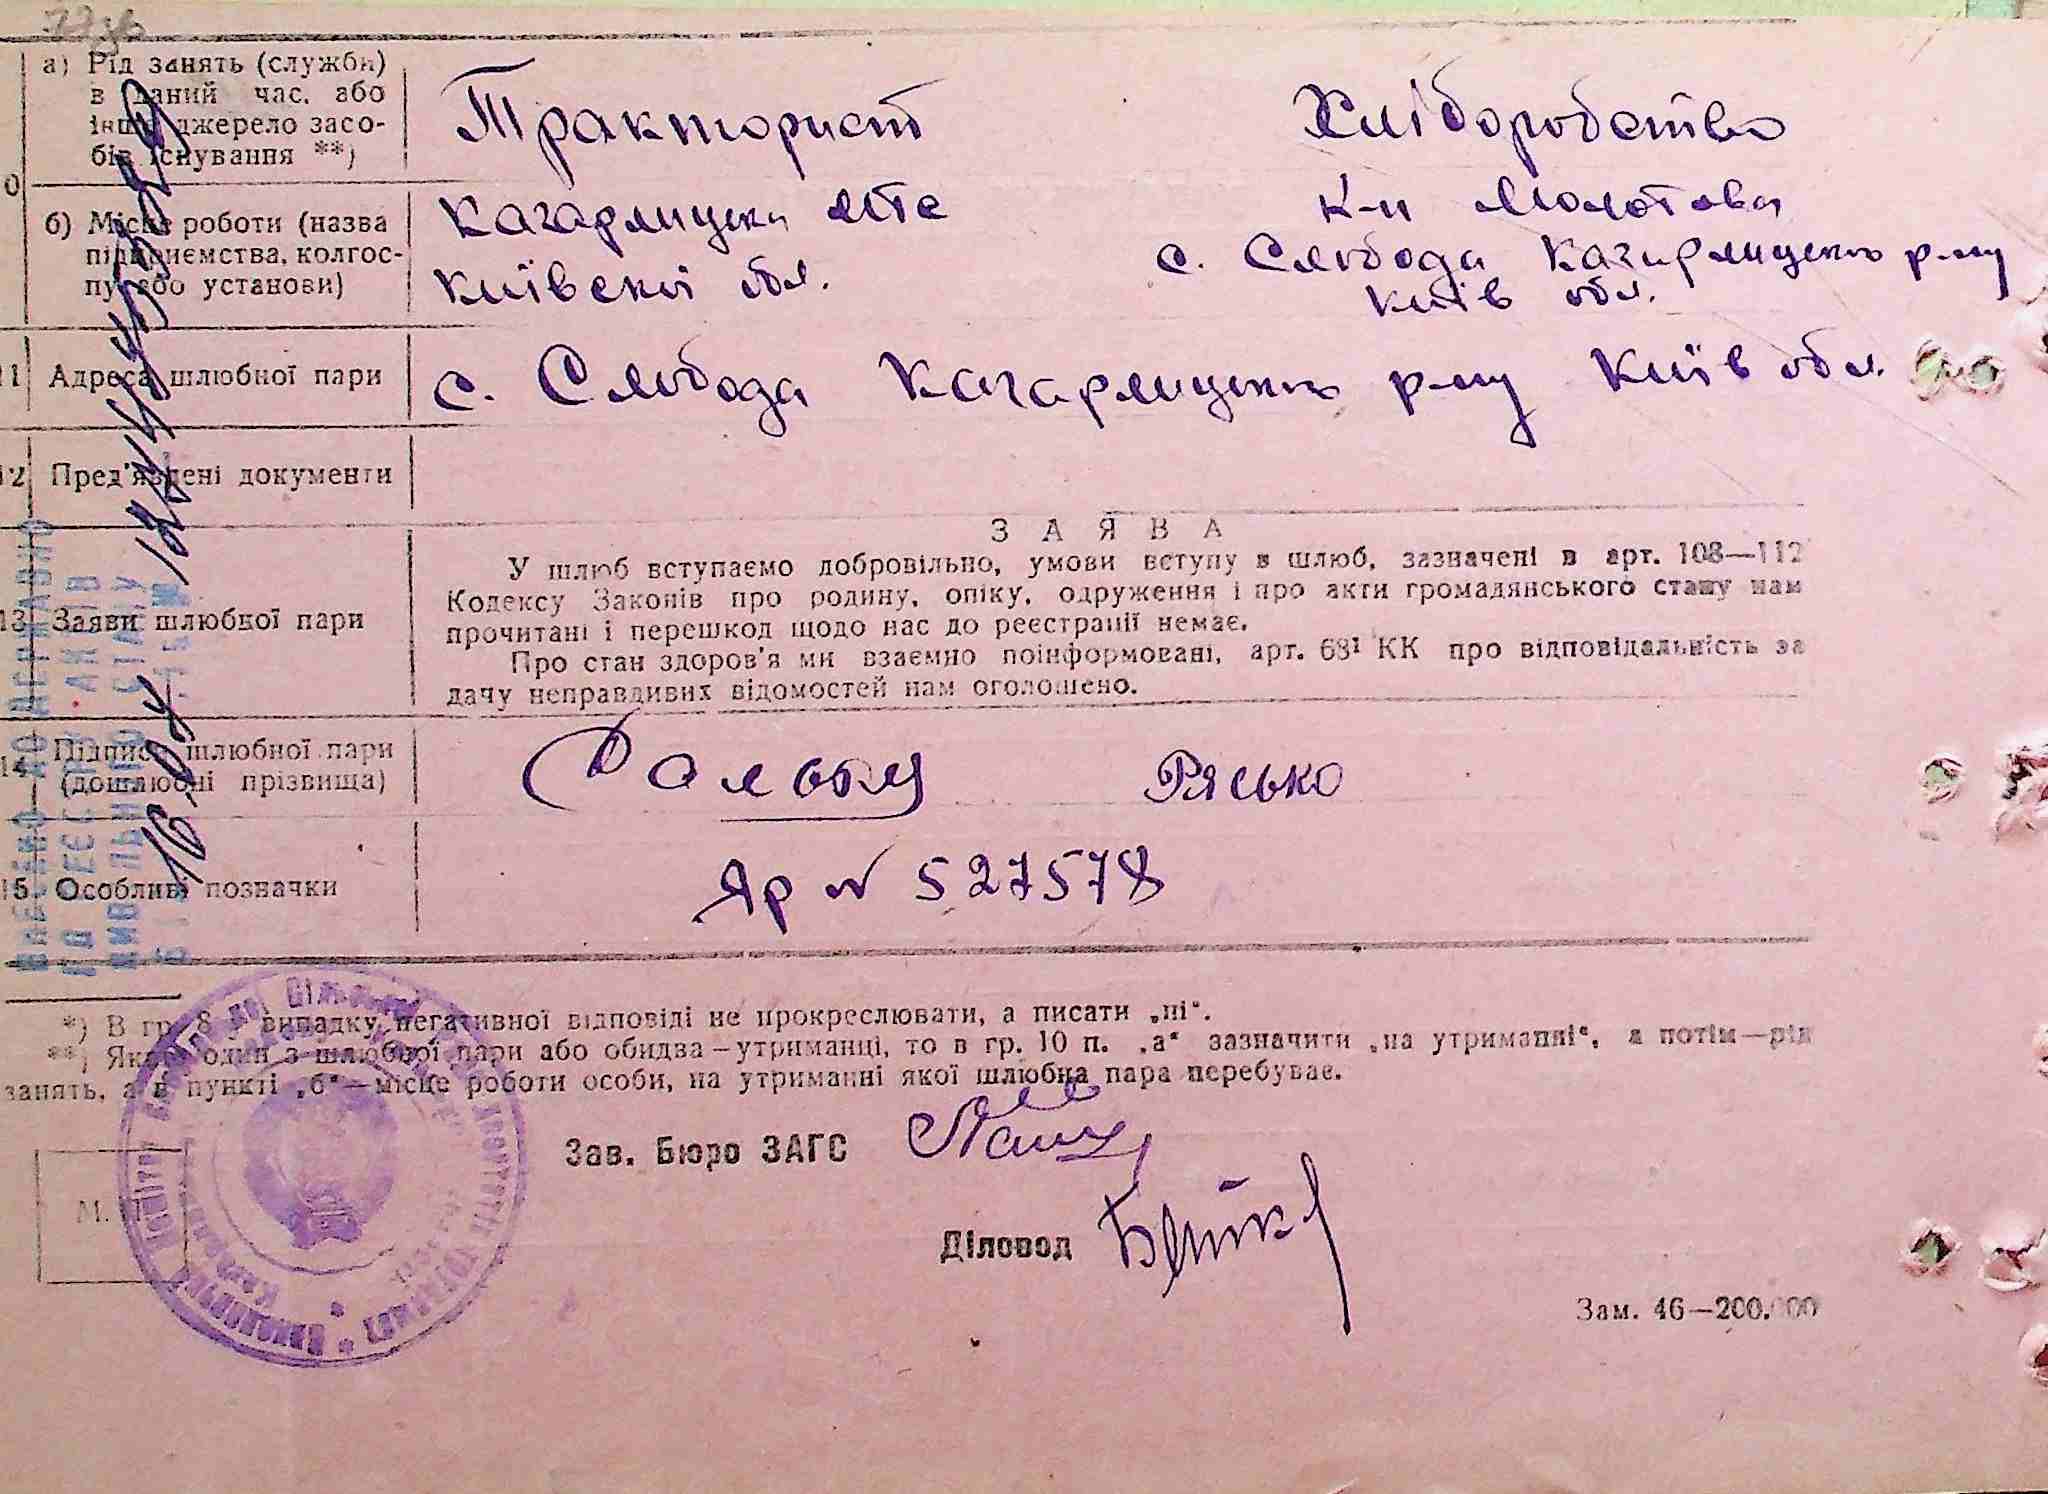 а) Рід занять (служби) в даний час, або інше джерело засобів існування **)
Тракторист
Хліборобство
0
б) Місце роботи (назва підприємства, колгоспу або установи)
Кагарлицька МТС
Київської обл.
К-п Молотова
с. Слобода Кагарлицького р-ну
Київ обл.
11 Адреса шлюбної пари
с. Слобода Кагарлицького р-ну Київ обл.
12 Пред'явлені документи
13 Заяви шлюбної пари
ЗАЯВА
У шлюб вступаємо добровільно, умови вступу в шлюб, зазначені в арт. 108—112
Кодексу Законів про родину, опіку, одруження і про акти громадянського стану нам
прочитані і перешкод щодо нас до реєстрації немає.
Про стан здоров'я ми взаємно поінформовані, арт. 68¹ КК про відповідальність за
дачу неправдивих відомостей нам оголошено.
14 Підписи шлюбної пари
(дошлюбні прізвища)
Рясько
15. Особливі позначки
Яр № 527578
*) В гр. 8 у випадку негативної відповіді не прокреслювати, а писати „ні“.
**) Якщо один з шлюбної пари або обидва—утриманці, то в гр. 10 п. „а“ зазначити „на утриманні“, а потім—рід
занять, а в пункті „б“—місце роботи особи, на утриманні якої шлюбна пара перебуває.
Зав. Бюро ЗАГС
Діловод
М. П.
Зам. 46—200.000